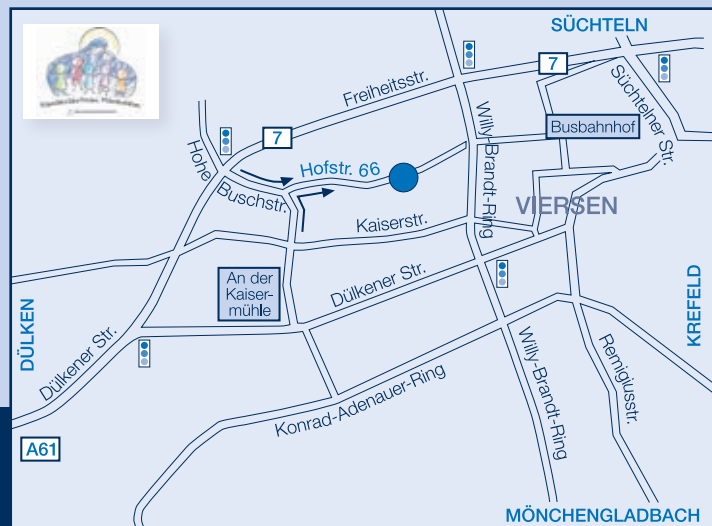 SÜCHTELN
7
Freiheitsstr.
7
Hohe
Buschstr.
Hofstr. 66
Willy-Brandt-Ring
Busbahnhof
Süchtelner Str.
VIERSEN
Kaiserstr.
An der
Kaiser-
mühle
Dülkener Str.
DÜLKEN
KREFELD
Dülkener Str.
Willy-Brandt-Ring
Remigiusstr.
Konrad-Adenauer-Ring
A61
MÖNCHENGLADBACH